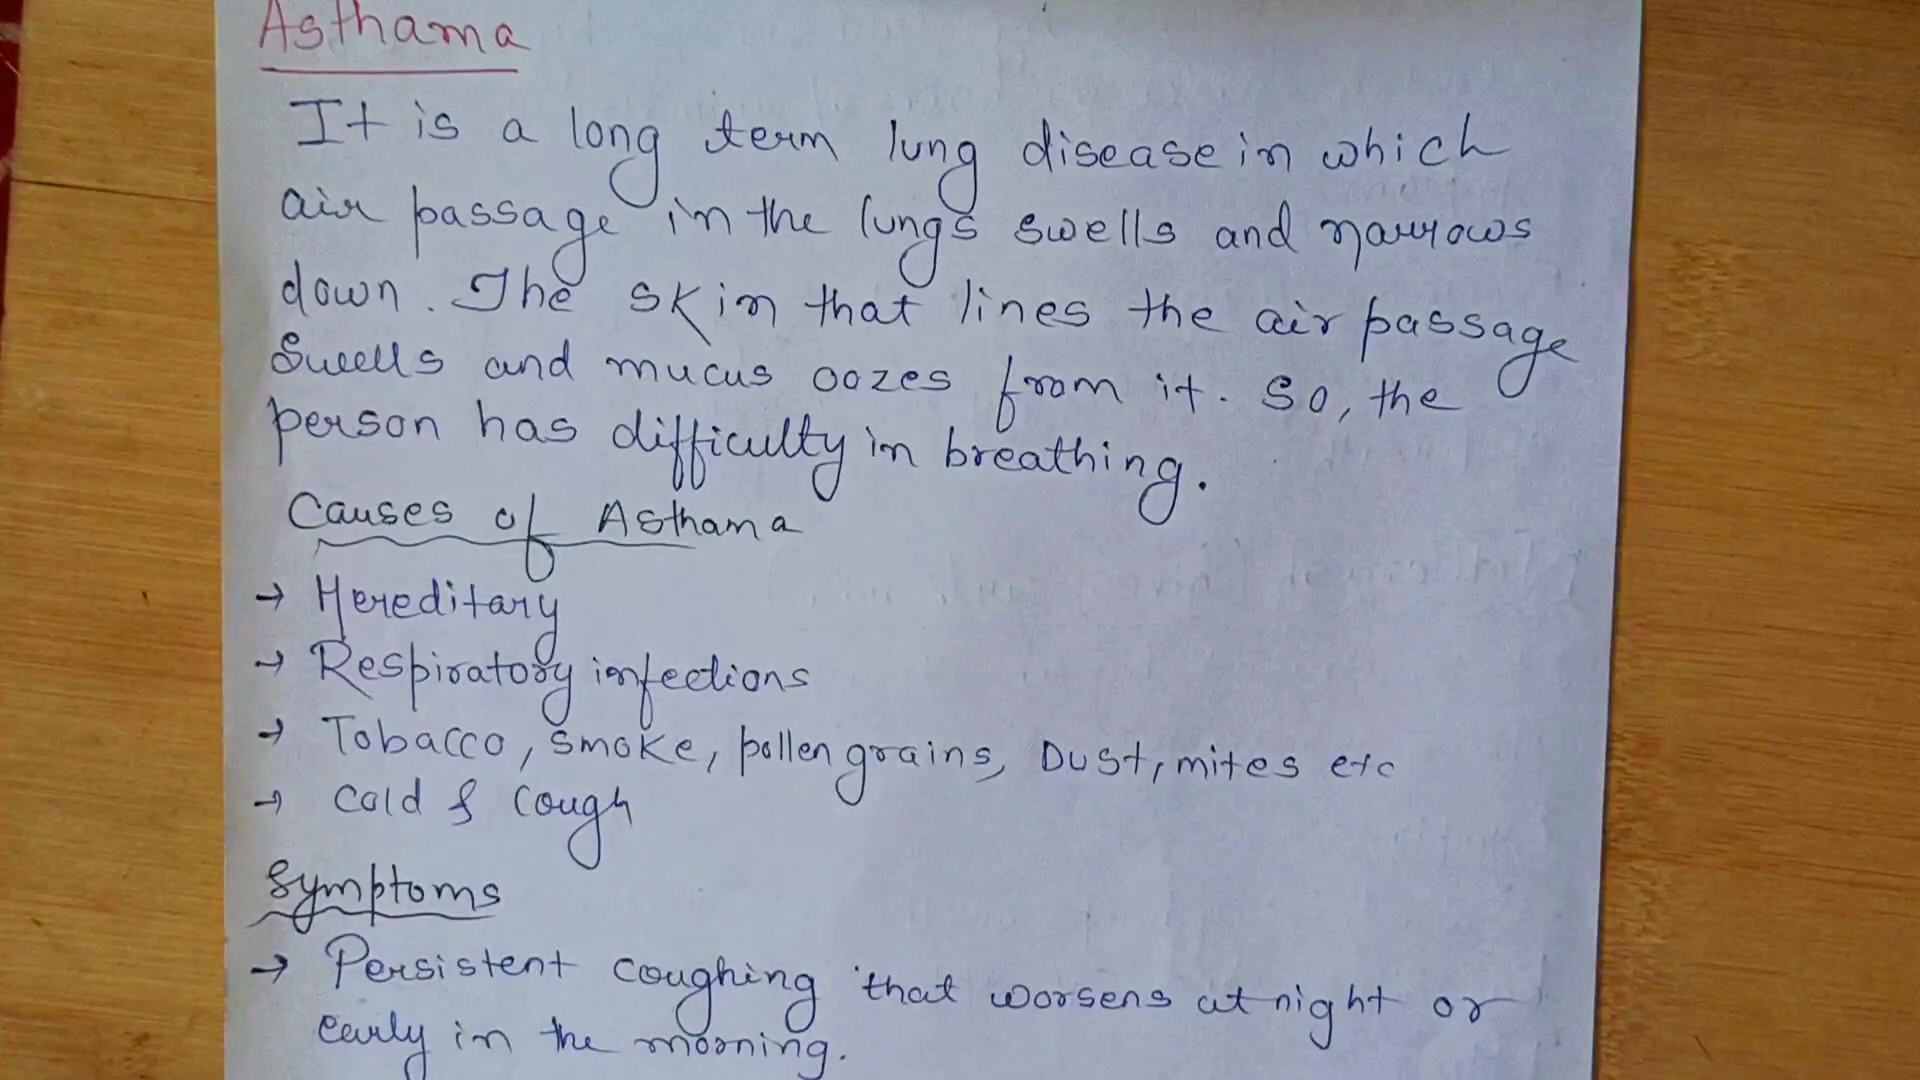 Asthama
It is a long term lung disease in which
air passage in the lungs swells and narrows
down. The skin that lines the air passage
Swells and mucus oozes from it. So, the
person has difficulty in breathing.
Causes of Asthama
→ Hereditary
→ Respiratory infections
→ Tobacco, smoke, pollen grains, Dust, mites etc
→ Cold & Cough
Symptoms
→ Persistent coughing that worsens at night or
early in the morning.